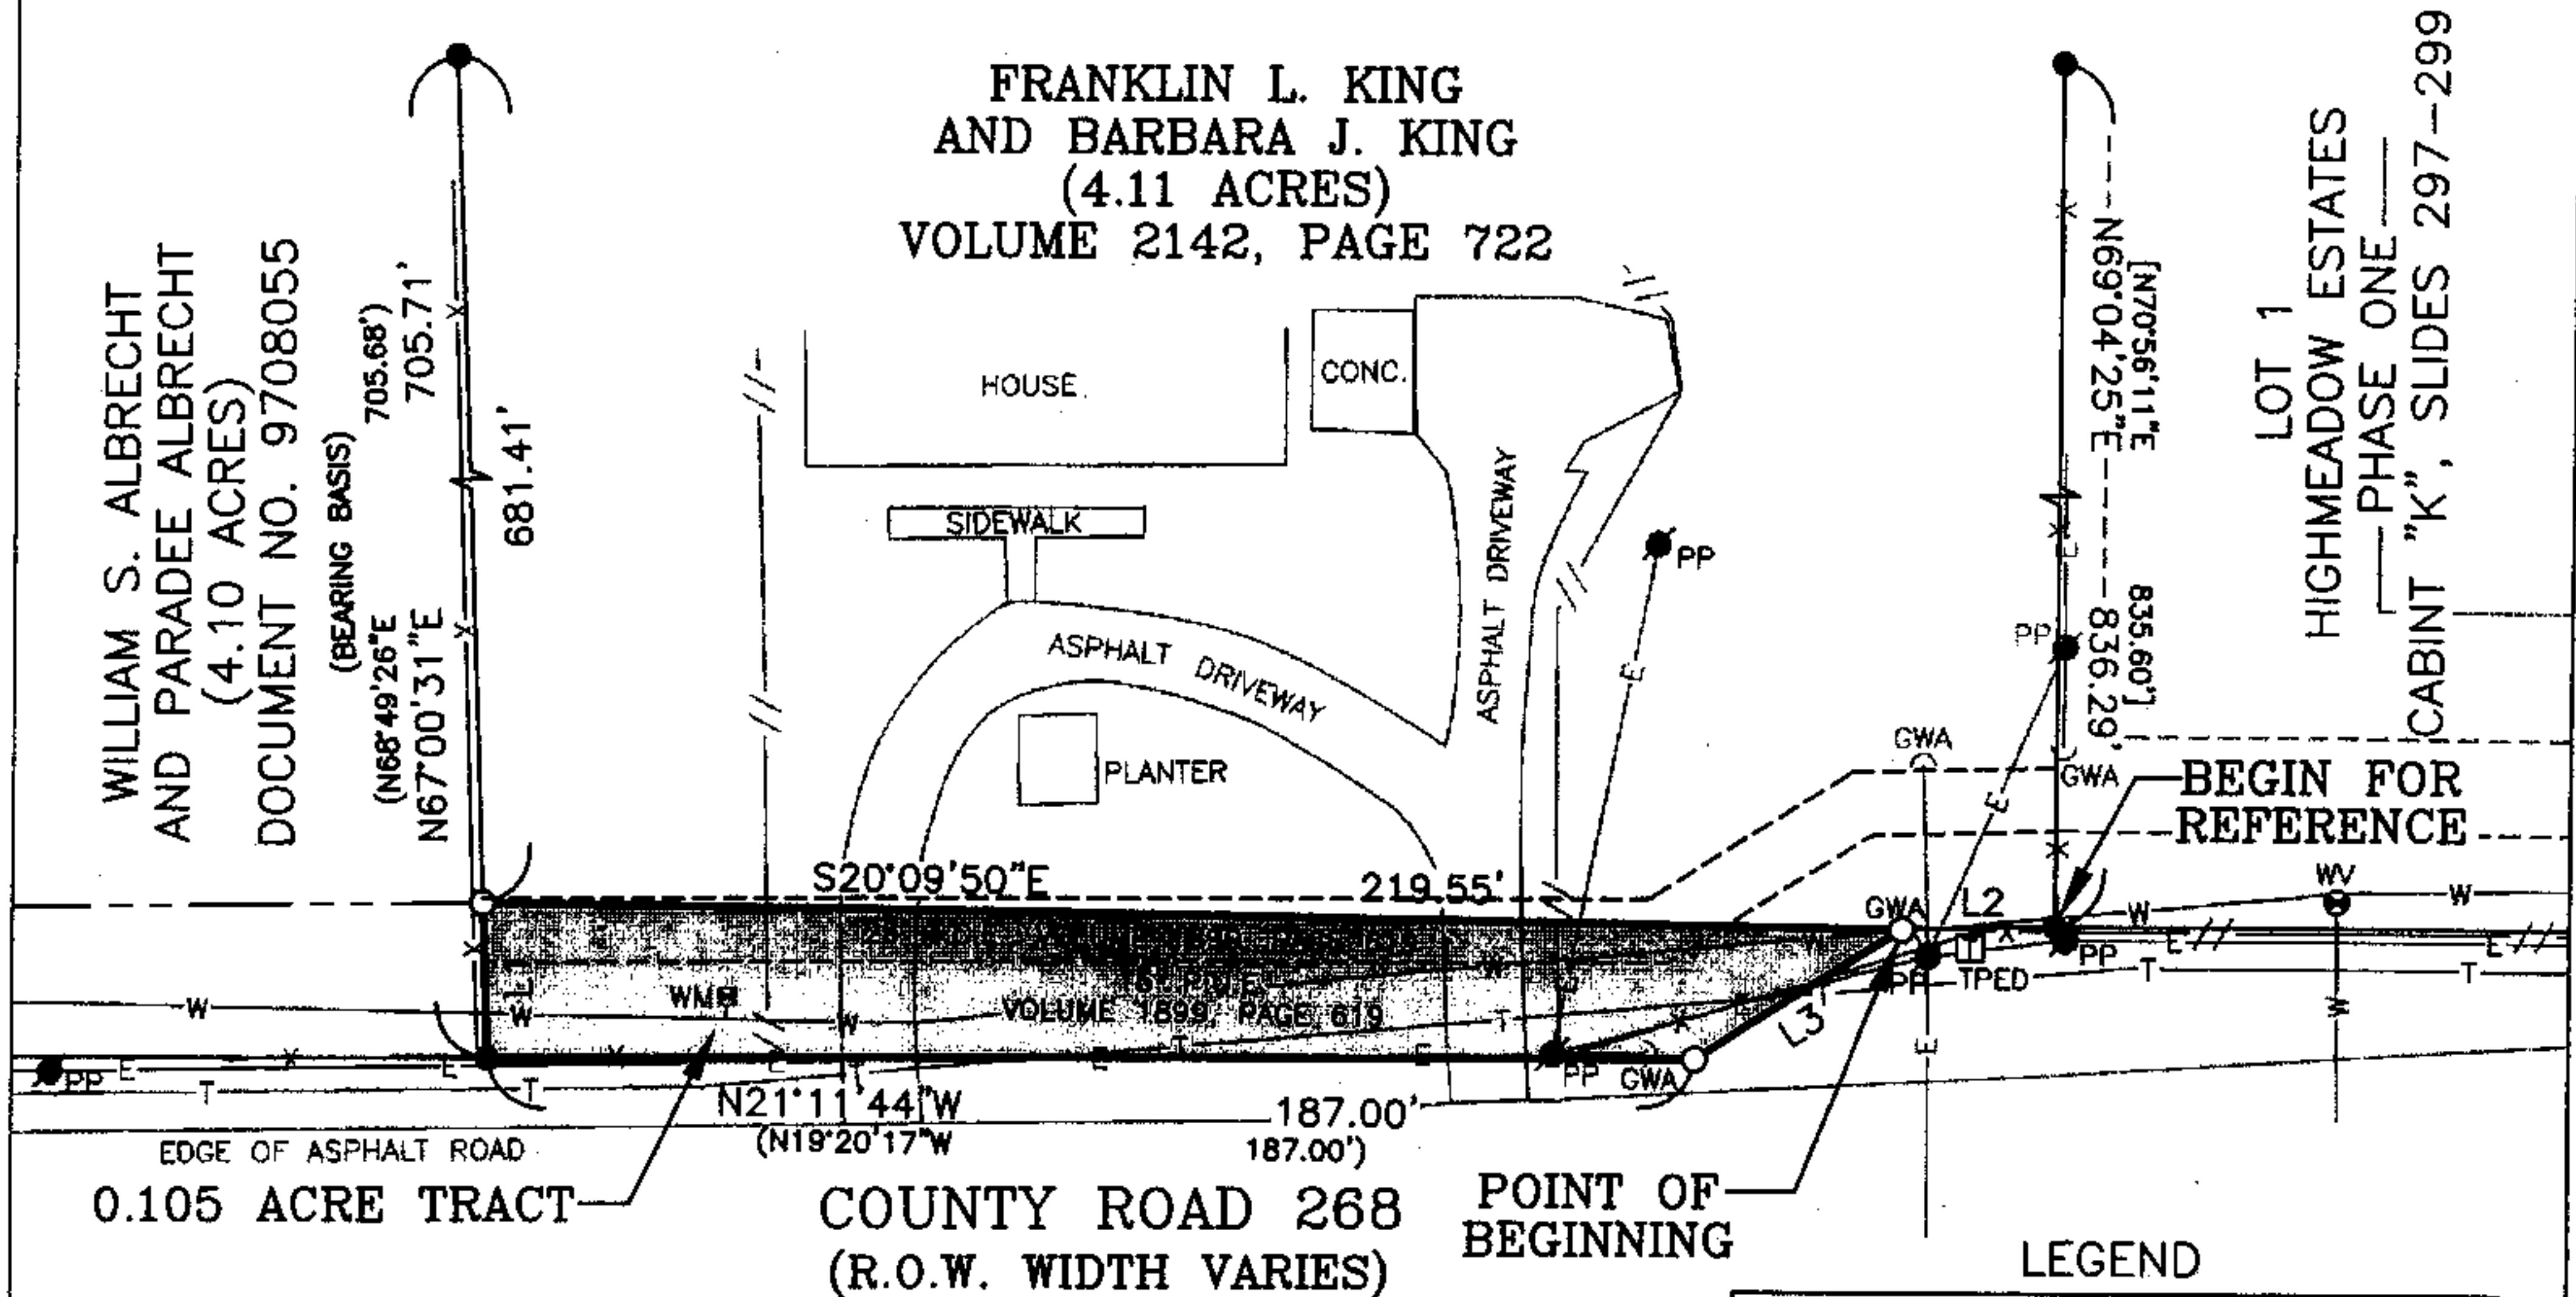 FRANKLIN L. KING
AND BARBARA J. KING
(4.11 ACRES)
VOLUME 2142, PAGE 722
WILLIAM S. ALBRECHT
AND PARADEE ALBRECHT
(4.10 ACRES)
DOCUMENT NO. 9708055
(BEARING BASIS)
(N68°49'26"E 705.68')
N67°00'31"E 705.71'
681.41'
HOUSE
CONC.
SIDEWALK
ASPHALT DRIVEWAY
ASPHALT DRIVEWAY
PLANTER
PP
[N70°56'11"E 835.60']
N69°04'25"E 836.29'
LOT 1
HIGHMEADOW ESTATES
PHASE ONE
CABINT "K", SLIDES 297-299
PP
GWA
GWA
BEGIN FOR
REFERENCE
WV
S20°09'50"E 219.55'
GWA
L2
W
W
E
E
PP
TPED
PP
T
T
W
E
L3
WM
VOLUME 1899, PAGE 619
W
W
W
W
T
E
E
PP
GWA
PP
E
E
T
T
N21°11'44"W 187.00'
(N19°20'17"W 187.00')
EDGE OF ASPHALT ROAD
0.105 ACRE TRACT
COUNTY ROAD 268
(R.O.W. WIDTH VARIES)
POINT OF
BEGINNING
LEGEND